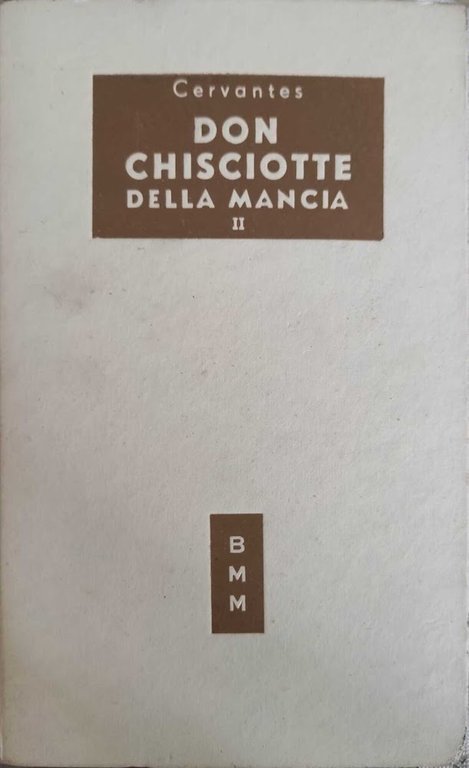 Cervantes
DON
CHISCIOTTE
DELLA MANCIA
II
B
M
M